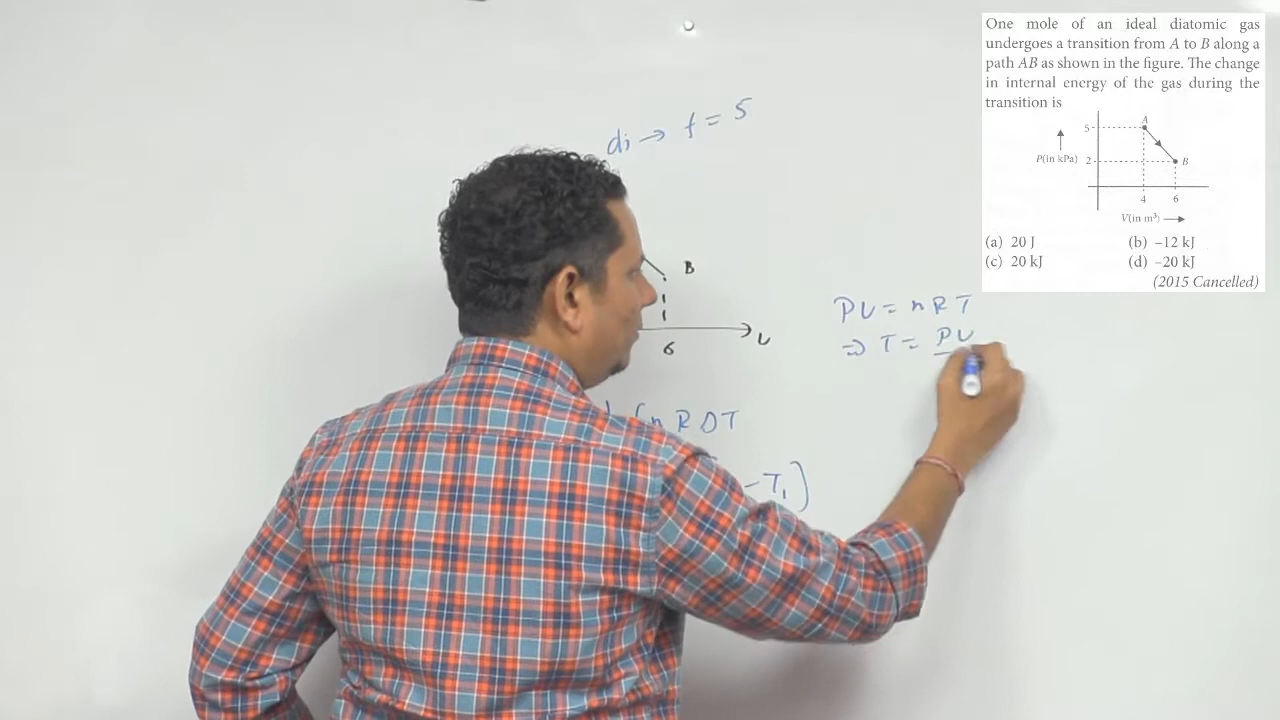 One mole of an ideal diatomic gas
undergoes a transition from A to B along a
path AB as shown in the figure. The change
in internal energy of the gas during the
transition is
A
5
P(in kPa)
2
B
4 6
V(in m³)
(a) 20 J (b) –12 kJ
(c) 20 kJ (d) –20 kJ
(2015 Cancelled)
di → f = 5
B
6
PV = nRT
⇒ T = PV
nRΔT
– T₁)